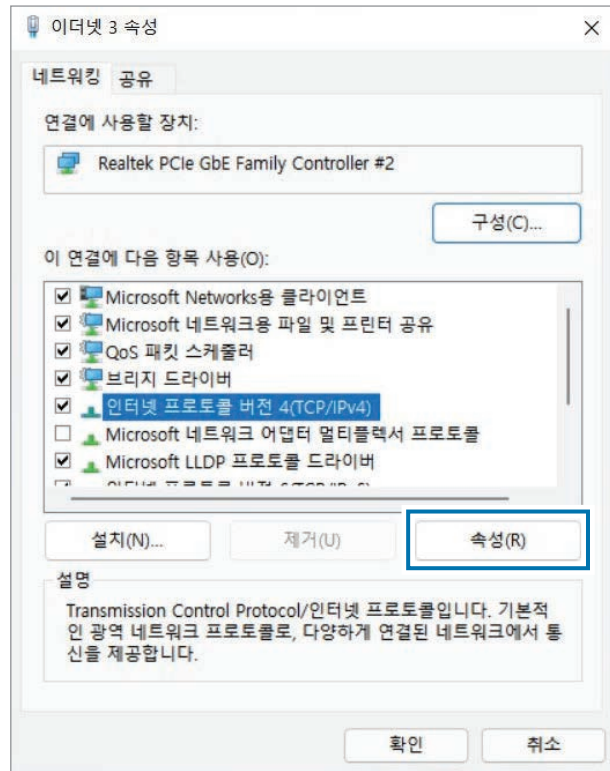 이더넷 3 속성
네트워킹 공유
연결에 사용할 장치:
Realtek PCIe GbE Family Controller #2
구성(C)...
이 연결에 다음 항목 사용(O):
Microsoft Networks용 클라이언트
Microsoft 네트워크용 파일 및 프린터 공유
QoS 패킷 스케줄러
브리지 드라이버
인터넷 프로토콜 버전 4(TCP/IPv4)
Microsoft 네트워크 어댑터 멀티플렉서 프로토콜
Microsoft LLDP 프로토콜 드라이버
설치(N)... 제거(U) 속성(R)
설명
Transmission Control Protocol/인터넷 프로토콜입니다. 기본적
인 광역 네트워크 프로토콜로, 다양하게 연결된 네트워크에서 통
신을 제공합니다.
확인 취소